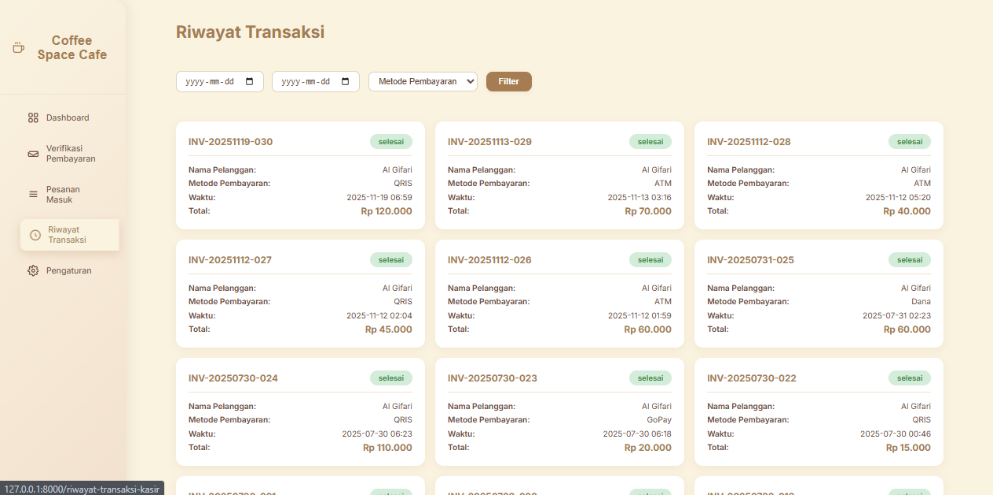 Coffee
Space Cafe
Dashboard
Verifikasi
Pembayaran
Pesanan
Masuk
Riwayat
Transaksi
Pengaturan
Riwayat Transaksi
yyyy-mm-dd yyyy-mm-dd Metode Pembayaran Filter
INV-20251119-030 selesai
Nama Pelanggan: Al Gifari
Metode Pembayaran: QRIS
Waktu: 2025-11-19 06:59
Total: Rp 120.000
INV-20251113-029 selesai
Nama Pelanggan: Al Gifari
Metode Pembayaran: ATM
Waktu: 2025-11-13 03:16
Total: Rp 70.000
INV-20251112-028 selesai
Nama Pelanggan: Al Gifari
Metode Pembayaran: ATM
Waktu: 2025-11-12 05:20
Total: Rp 40.000
INV-20251112-027 selesai
Nama Pelanggan: Al Gifari
Metode Pembayaran: QRIS
Waktu: 2025-11-12 02:04
Total: Rp 45.000
INV-20251112-026 selesai
Nama Pelanggan: Al Gifari
Metode Pembayaran: ATM
Waktu: 2025-11-12 01:59
Total: Rp 60.000
INV-20250731-025 selesai
Nama Pelanggan: Al Gifari
Metode Pembayaran: Dana
Waktu: 2025-07-31 02:23
Total: Rp 60.000
INV-20250730-024 selesai
Nama Pelanggan: Al Gifari
Metode Pembayaran: QRIS
Waktu: 2025-07-30 06:23
Total: Rp 110.000
INV-20250730-023 selesai
Nama Pelanggan: Al Gifari
Metode Pembayaran: GoPay
Waktu: 2025-07-30 06:18
Total: Rp 20.000
INV-20250730-022 selesai
Nama Pelanggan: Al Gifari
Metode Pembayaran: QRIS
Waktu: 2025-07-30 00:46
Total: Rp 15.000
127.0.0.1:8000/riwayat-transaksi-kasir